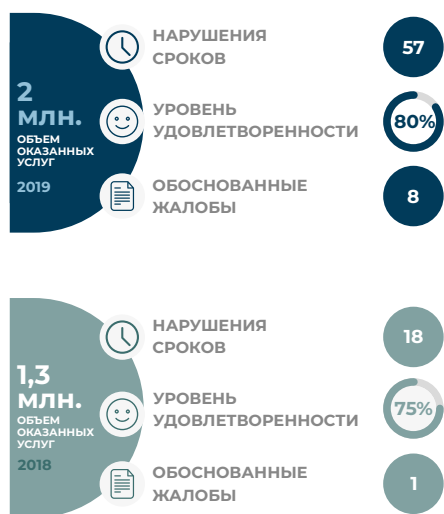 НАРУШЕНИЯ
СРОКОВ
57
2
МЛН.
ОБЪЕМ
ОКАЗАННЫХ
УСЛУГ
2019
УРОВЕНЬ
УДОВЛЕТВОРЕННОСТИ
80%
ОБОСНОВАННЫЕ
ЖАЛОБЫ
8
НАРУШЕНИЯ
СРОКОВ
18
1,3
МЛН.
ОБЪЕМ
ОКАЗАННЫХ
УСЛУГ
2018
УРОВЕНЬ
УДОВЛЕТВОРЕННОСТИ
75%
ОБОСНОВАННЫЕ
ЖАЛОБЫ
1